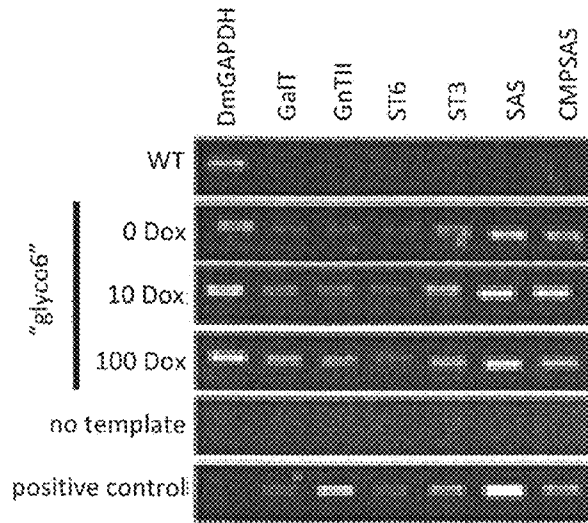 DmGAPDH
GalT
GnTII
ST6
ST3
SAS
CMPSAS
WT
"glyco6"
0 Dox
10 Dox
100 Dox
no template
positive control